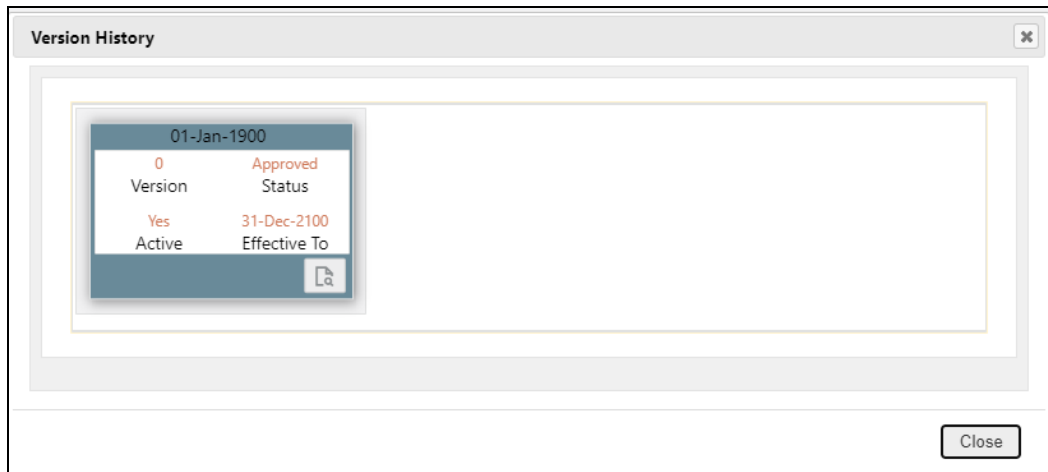 Version History
01-Jan-1900
0 Approved
Version Status
Yes 31-Dec-2100
Active Effective To
Close